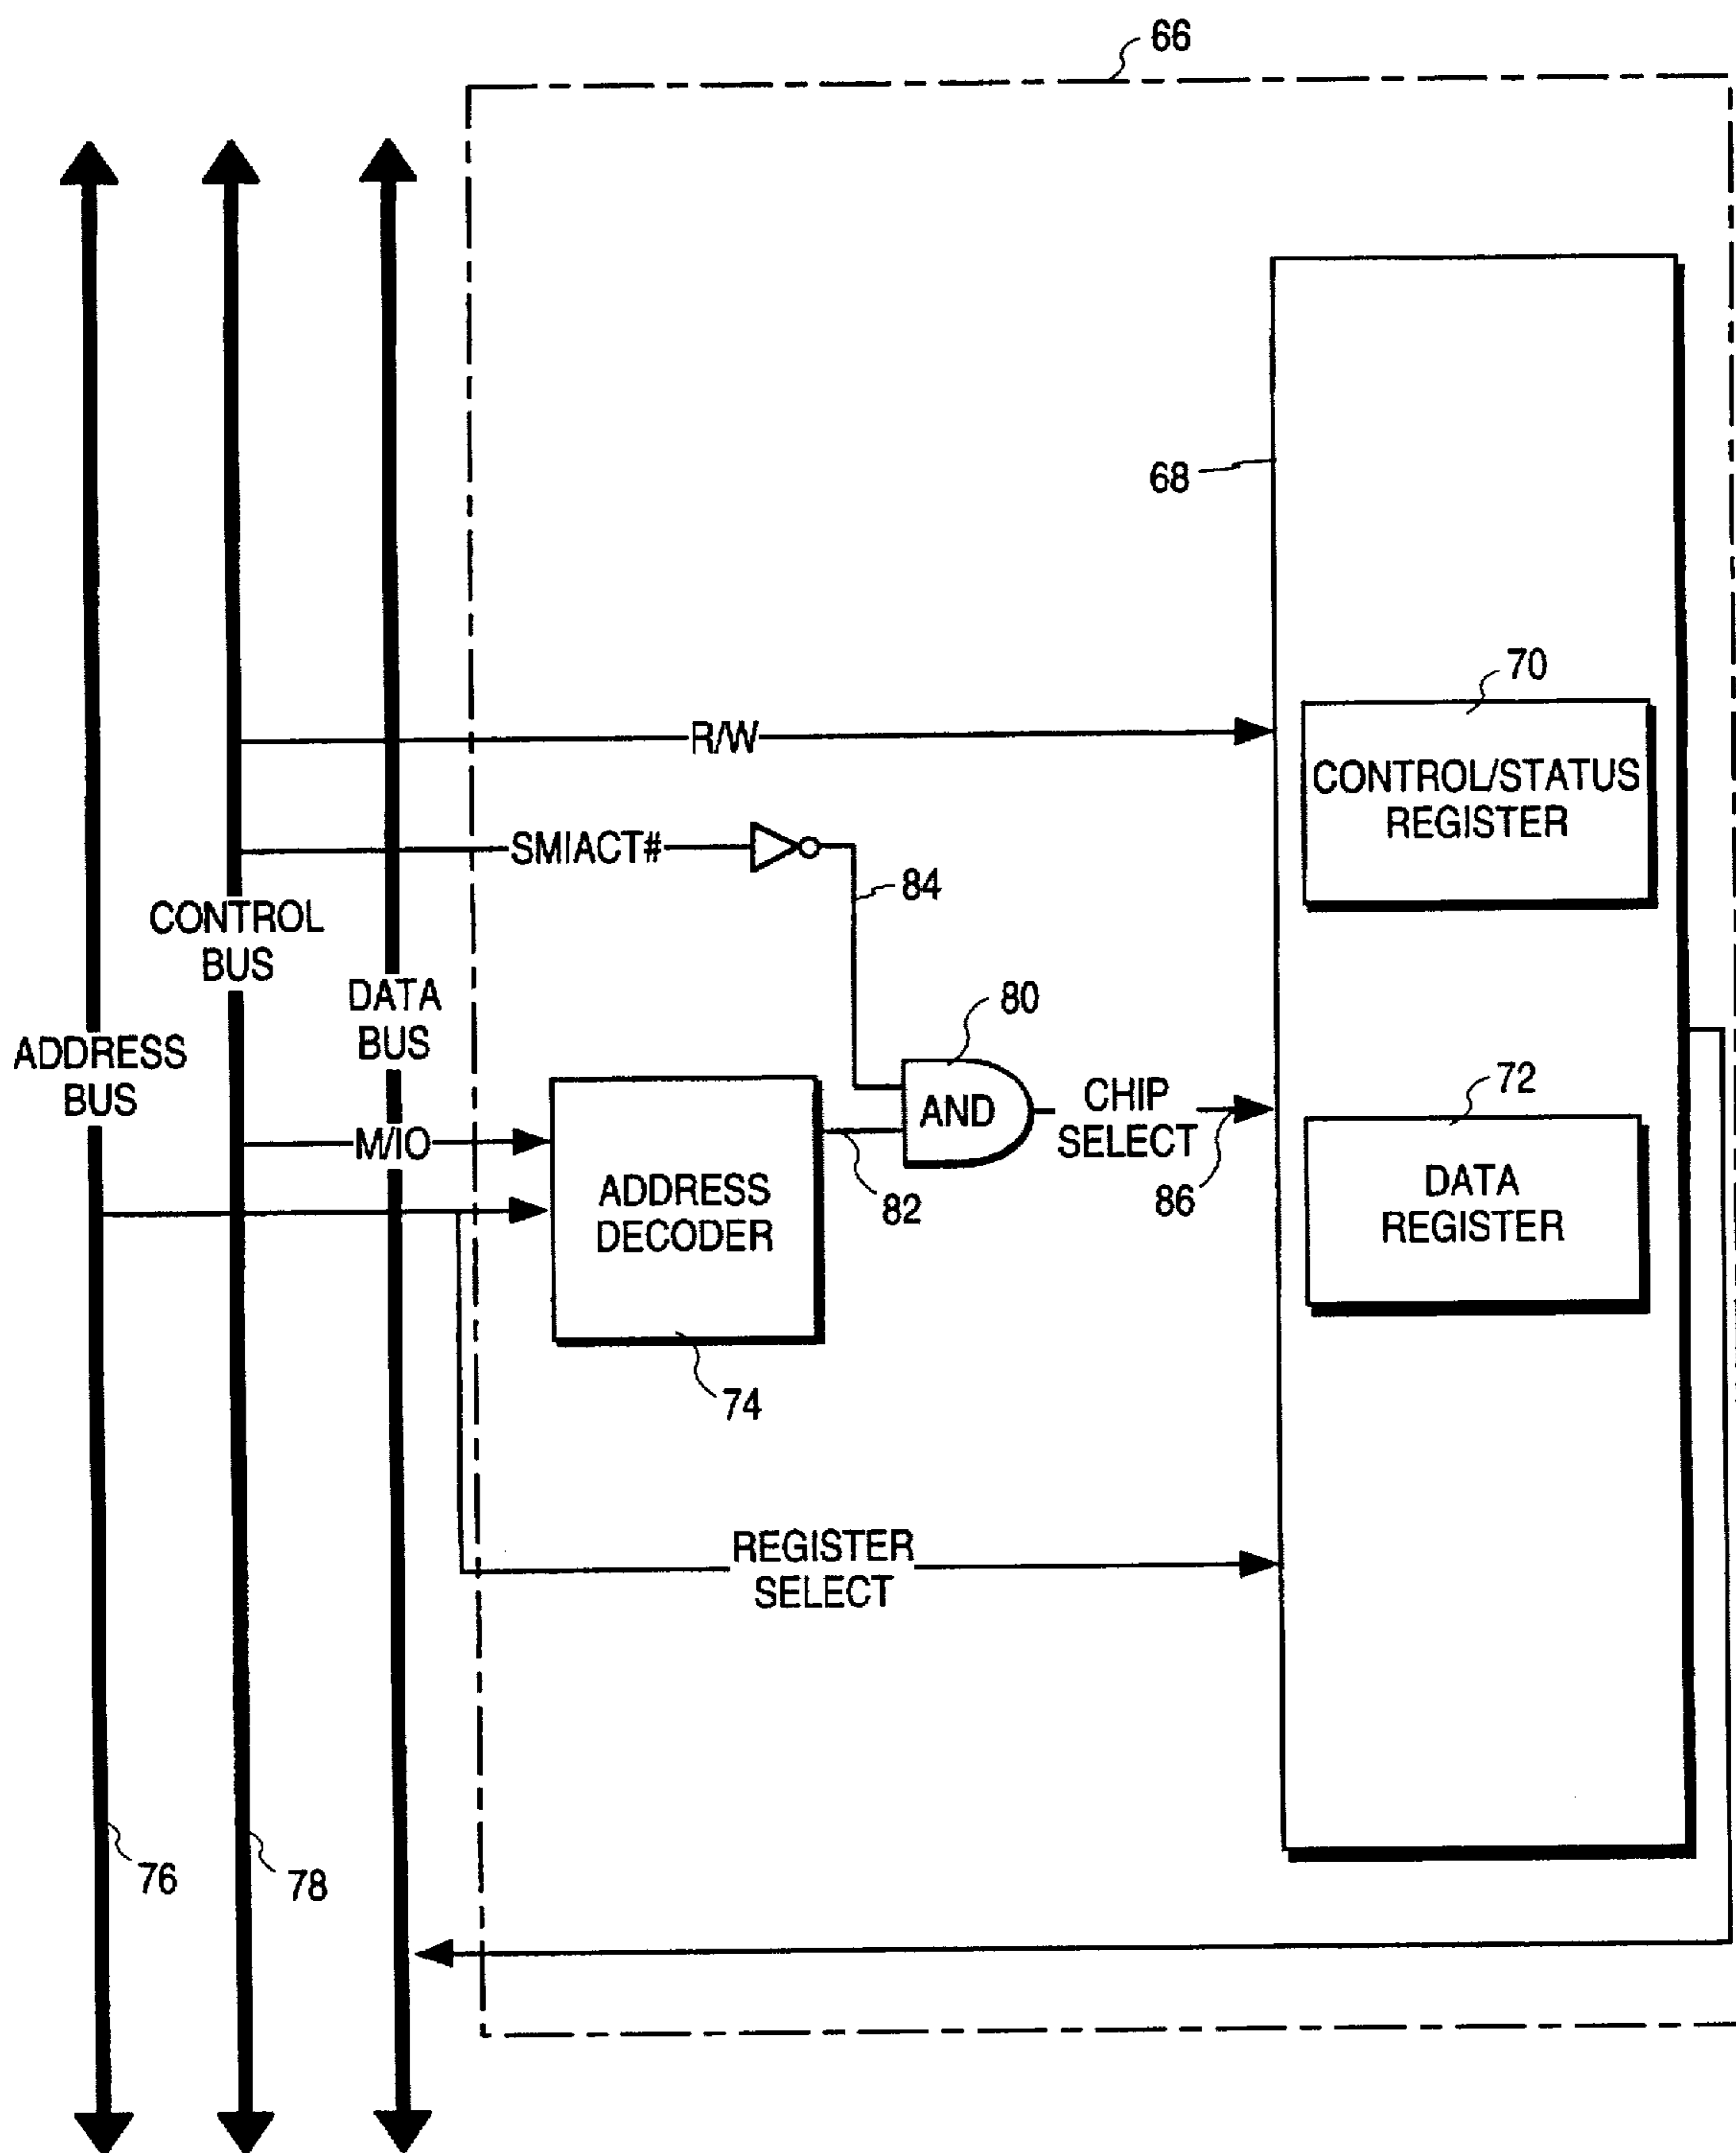 66
68
70
R/W
CONTROL/STATUS
REGISTER
SMIACT#
84
CONTROL
BUS
DATA
BUS
80
ADDRESS
BUS
72
AND
CHIP
SELECT
M/IO
ADDRESS
DECODER
82
86
DATA
REGISTER
74
REGISTER
SELECT
76
78